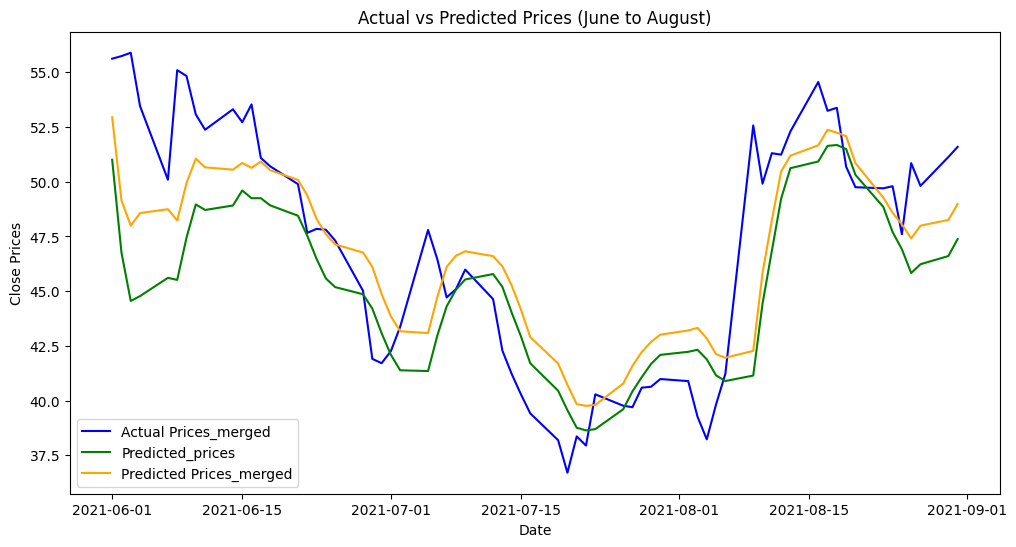 Actual vs Predicted Prices (June to August)
Close Prices
55.0
52.5
50.0
47.5
45.0
42.5
40.0
37.5
Actual Prices_merged
Predicted_prices
Predicted Prices_merged
2021-06-01 2021-06-15 2021-07-01 2021-07-15 2021-08-01 2021-08-15 2021-09-01
Date